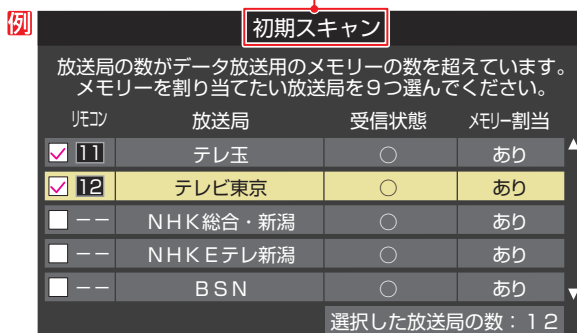 例
初期スキャン
放送局の数がデータ放送用のメモリーの数を超えています。
メモリーを割り当てたい放送局を９つ選んでください。
リモコン 放送局 受信状態 メモリー割当
11 テレ玉 ○ あり
12 テレビ東京 ○ あり
－－ ＮＨＫ総合・新潟 ○ あり
－－ ＮＨＫＥテレ新潟 ○ あり
－－ ＢＳＮ ○ あり
選択した放送局の数：１２